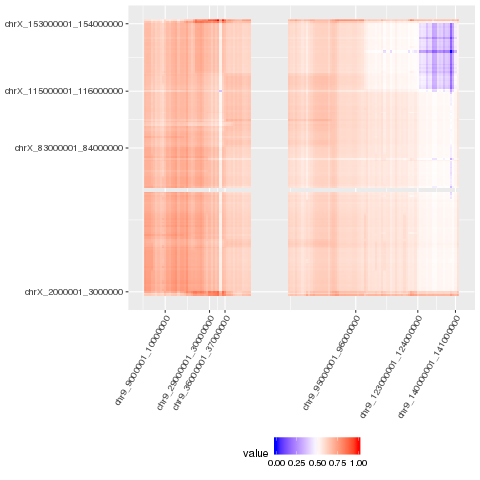 chrX_153000001_154000000
chrX_115000001_116000000
chrX_83000001_84000000
chrX_2000001_3000000
chr9_9000001_10000000
chr9_29000001_30000000
chr9_36000001_37000000
chr9_95000001_96000000
chr9_123000001_124000000
chr9_140000001_141000000
value
0.00 0.25 0.50 0.75 1.00